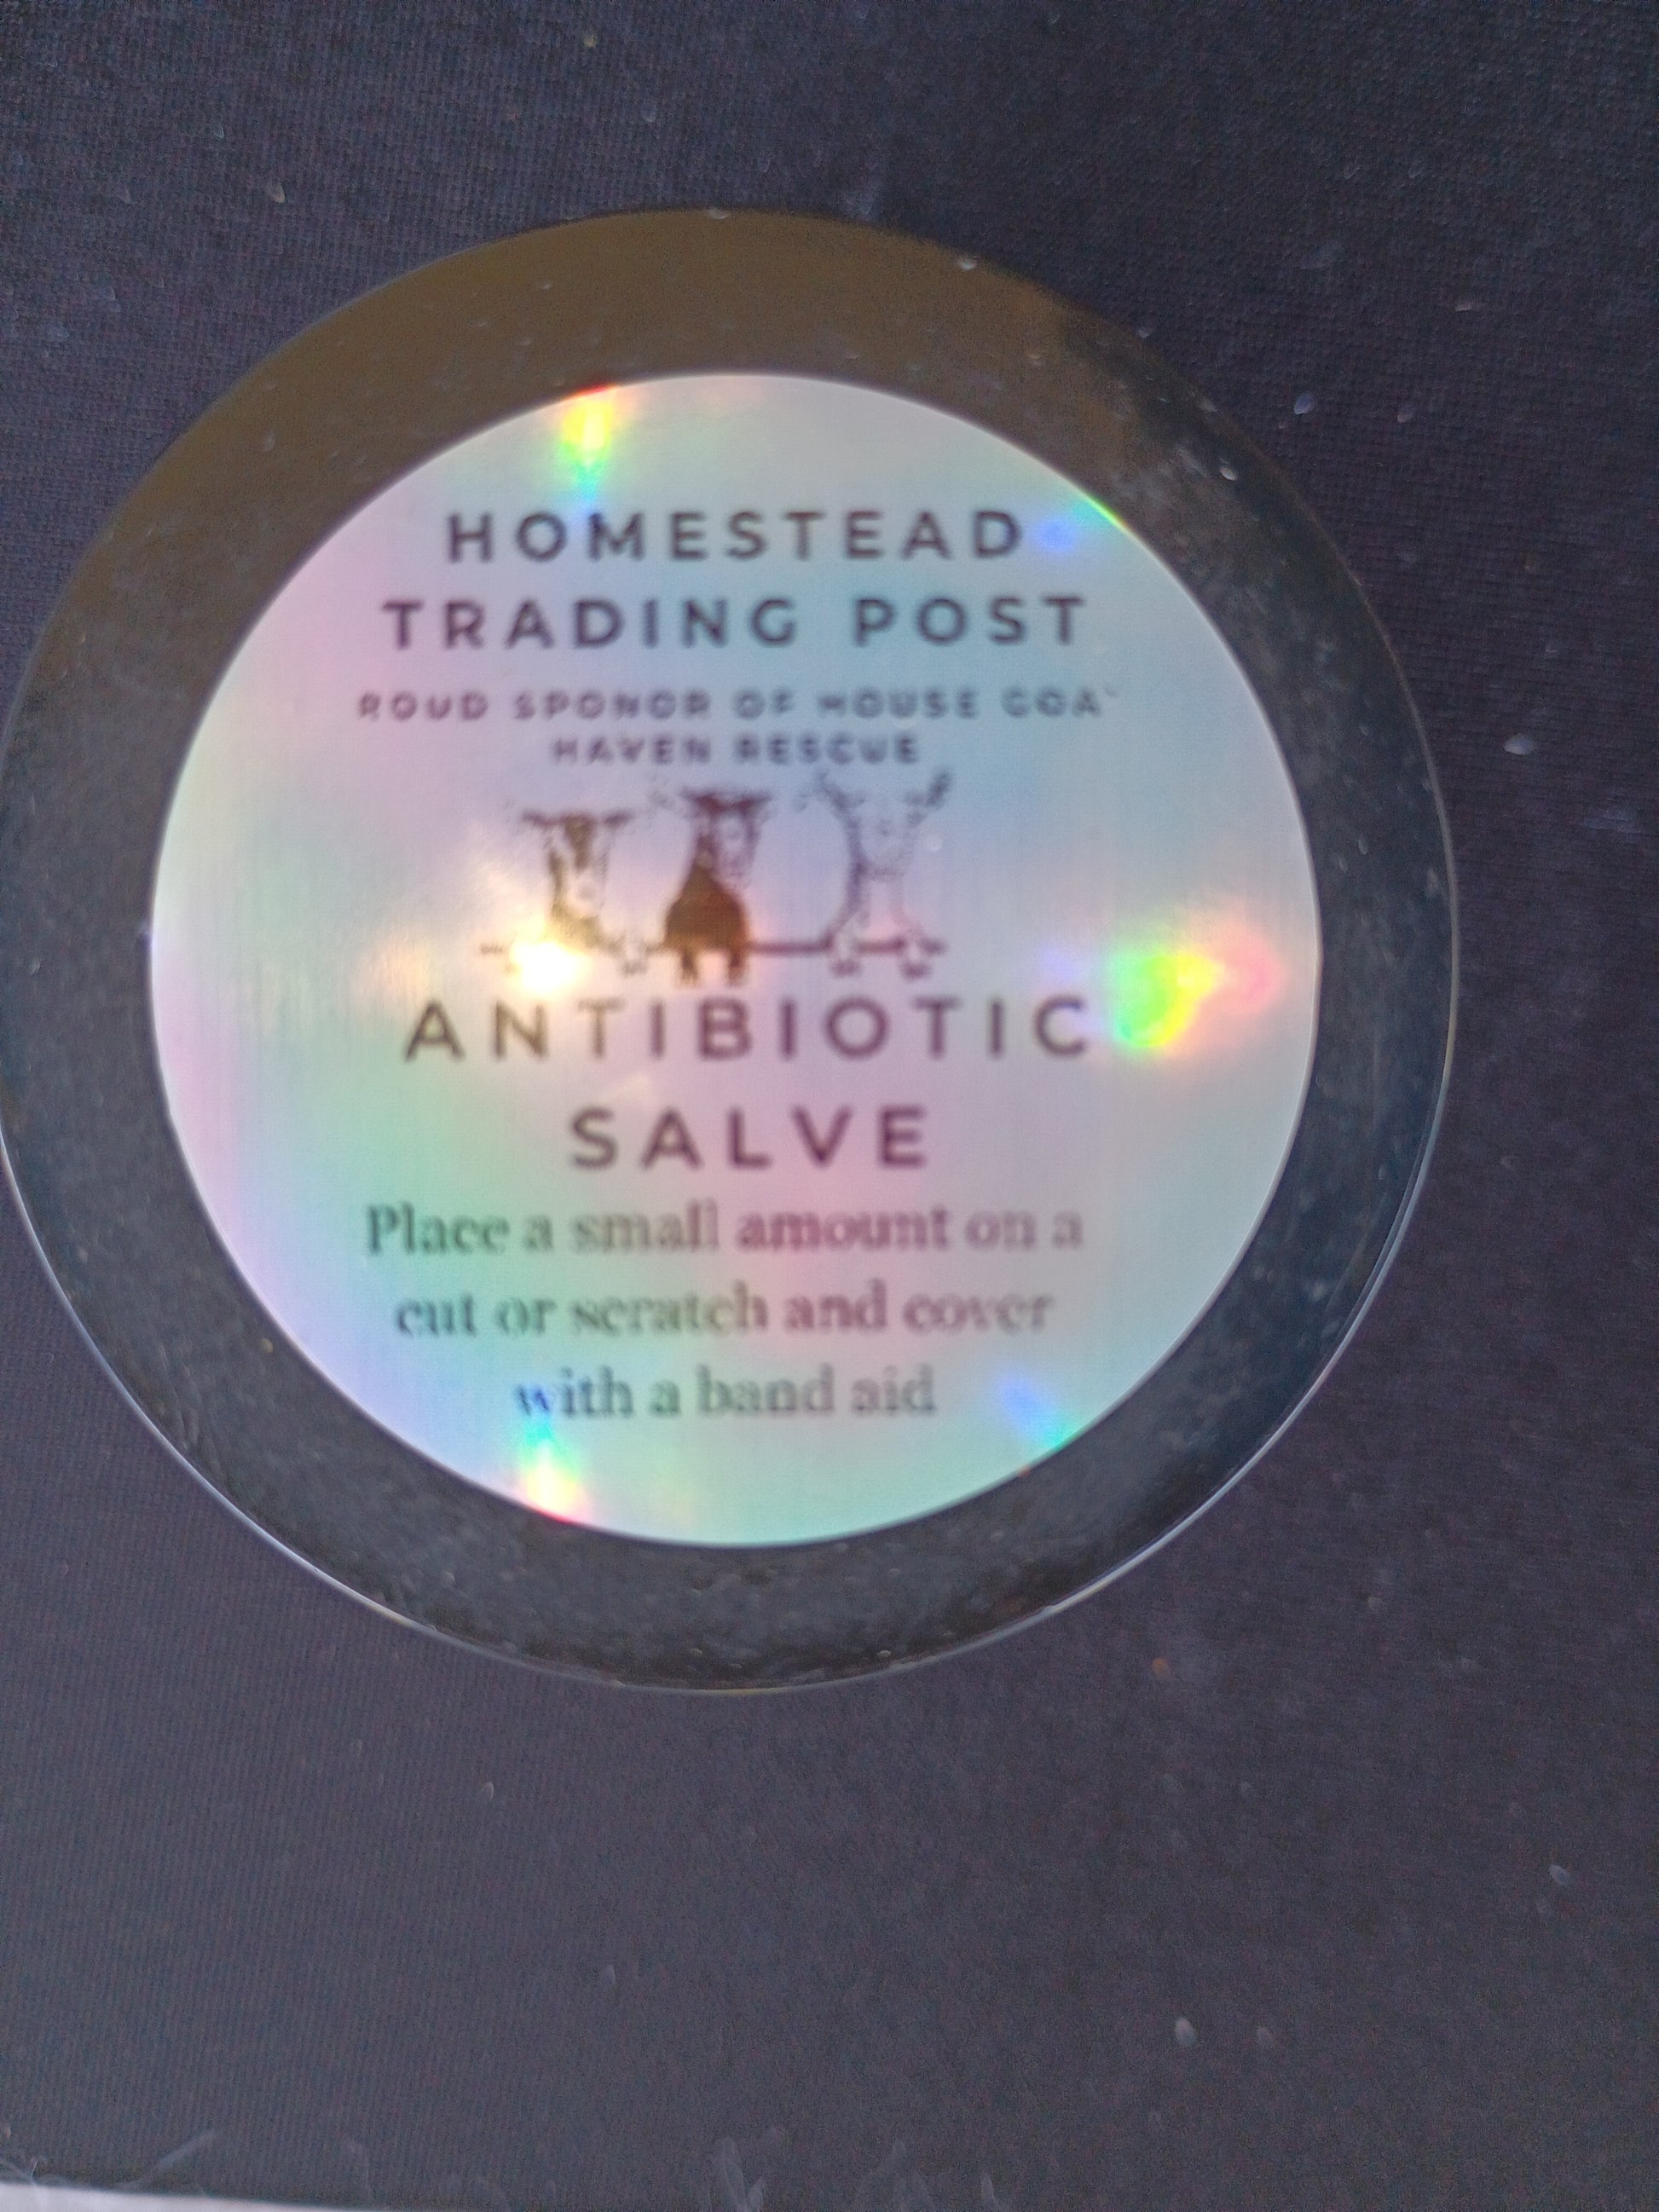 HOMESTEAD
TRADING POST
ROUD SPONOR OF HOUSE GOA
HAVEN RESCUE
ANTIBIOTIC
SALVE
Place a small amount on a
cut or scratch and cover
with a band aid